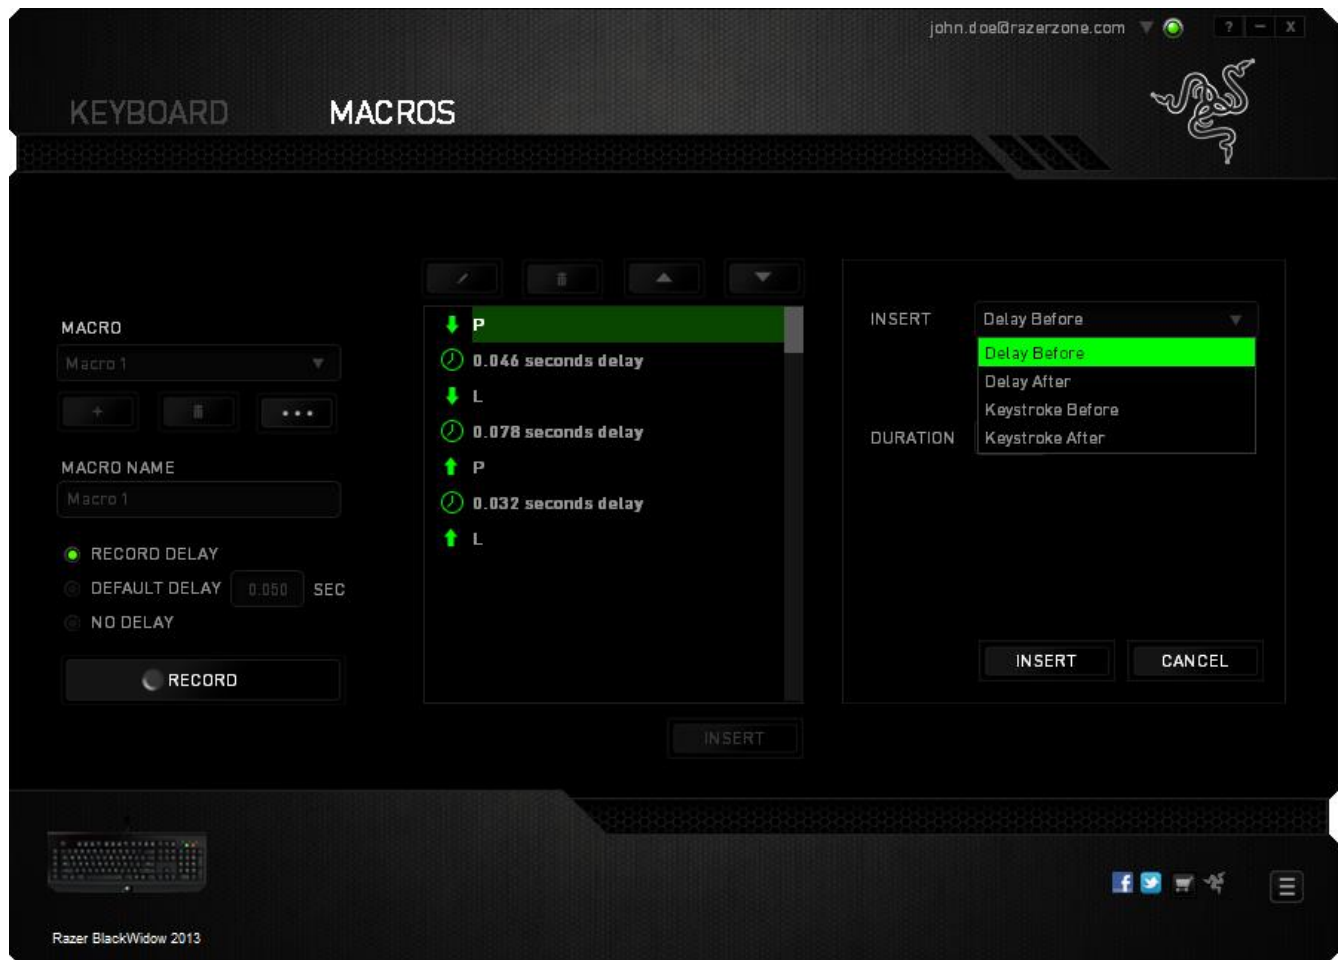 john.doe@razerzone.com
? – X
KEYBOARD MACROS
MACRO
Macro 1
• • •
MACRO NAME
Macro 1
RECORD DELAY
DEFAULT DELAY 0.050 SEC
NO DELAY
RECORD
P
0.046 seconds delay
L
0.078 seconds delay
P
0.032 seconds delay
L
INSERT
INSERT Delay Before
Delay Before
Delay After
Keystroke Before
Keystroke After
DURATION
INSERT CANCEL
Razer BlackWidow 2013